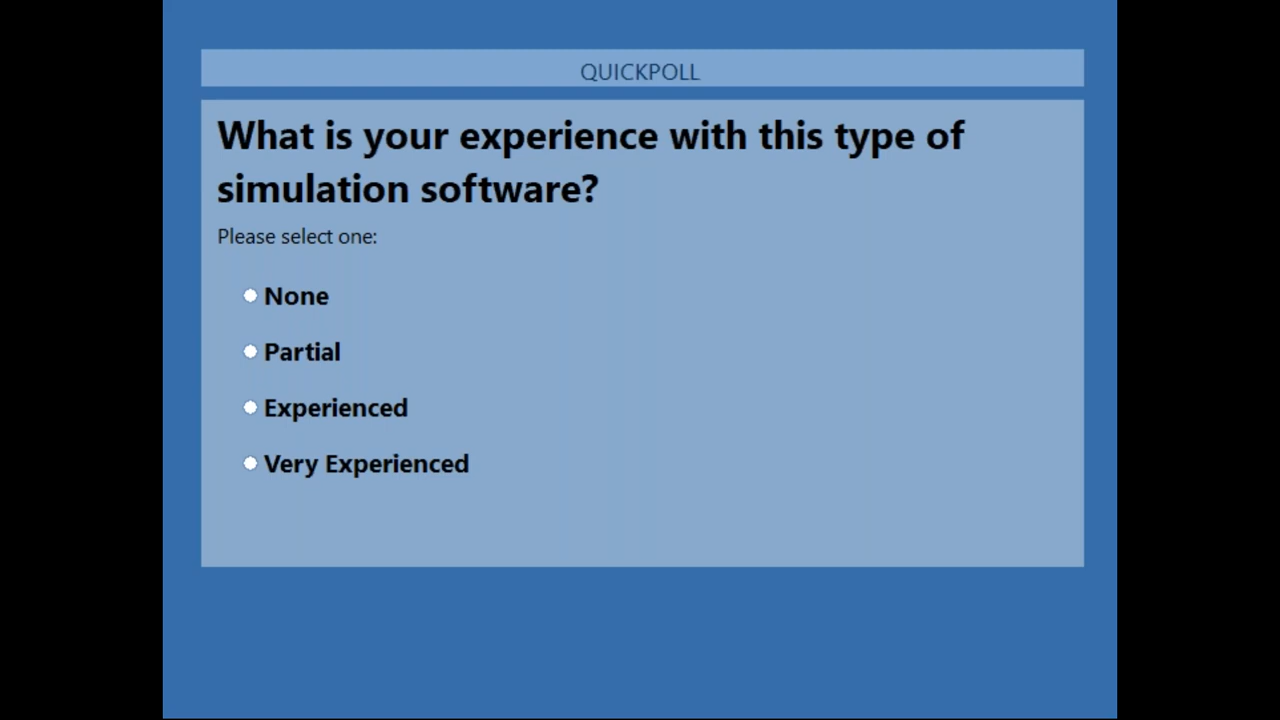 QUICKPOLL
What is your experience with this type of
simulation software?
Please select one:
None
Partial
Experienced
Very Experienced